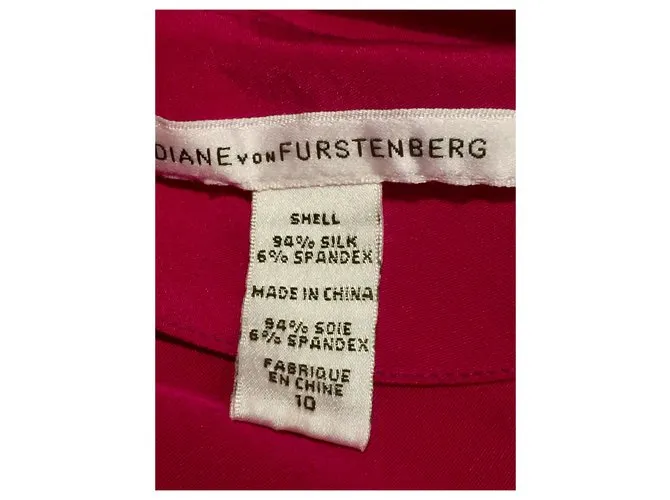 DIANE VON FURSTENBERG
SHELL
94% SILK
6% SPANDEX
MADE IN CHINA
94% SOIE
6% SPANDEX
FABRIQUE
EN CHINE
10